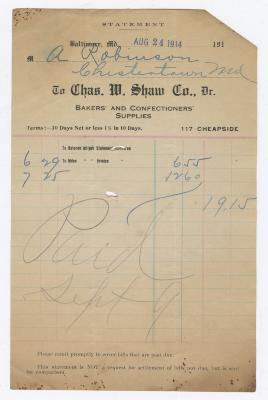 STATEMENT
Baltimore, Md. AUG 24 1914 191
M A Robinson
Chestertown Md
To Chas. W. Shaw Co., Dr.
BAKERS' AND CONFECTIONERS'
SUPPLIES
Terms:—30 Days Net or less 1% in 10 Days. 117 CHEAPSIDE
To Balance as per Statement Rendered
6 29 To Mdse Invoice 6 55
7 25 12 60
19.15
Paid
Sept 9
Please remit promptly to cover bills that are past due.
This statement is NOT a request for settlement of bills not due, but is sent
for comparison.